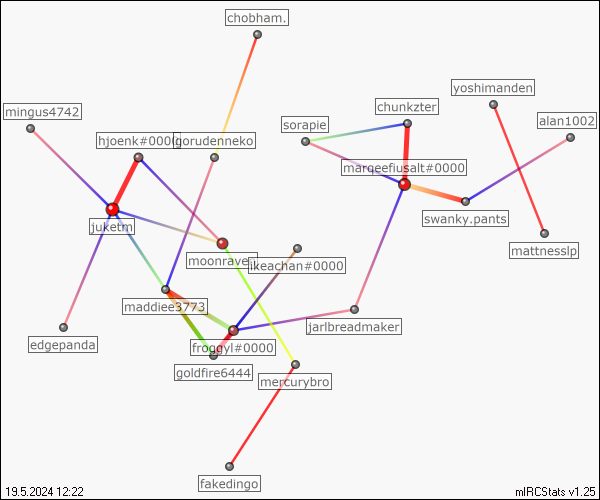 chobham.
yoshimanden
mingus4742
chunkzter
alan1002
sorapie
hjoenk#0000
gorudenneko
marqeefiusalt#0000
swanky.pants
juketm
mattnesslp
moonraven
ikeachan#0000
maddiee3773
jarlbreadmaker
edgepanda
froggyl#0000
goldfire6444
mercurybro
fakedingo
19.5.2024 12:22
mIRCStats v1.25